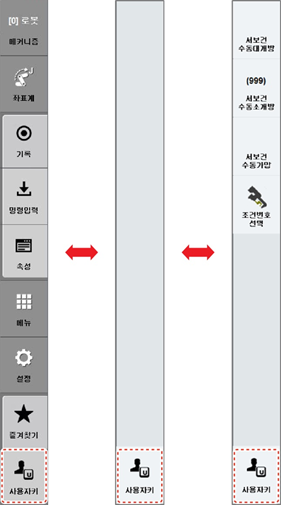 [0] 로봇
메커니즘
좌표계
기록
명령입력
속성
메뉴
설정
즐겨찾기
U
사용자키
U
사용자키
서보건
수동대개방
(999)
서보건
수동소개방
서보건
수동가압
조건번호
선택
U
사용자키